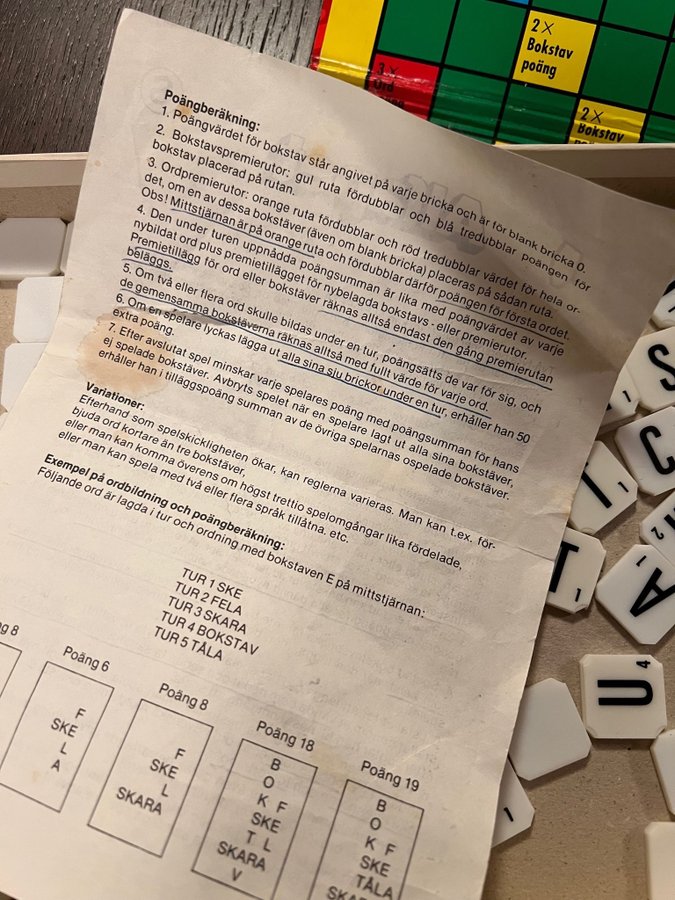 2 ×
Bokstav
poäng
3 ×
Ord
2 ×
Bokstav
Poängberäkning:
1. Poängvärdet för bokstav står angivet på varje bricka och är för blank bricka 0.
2. Bokstavspremierutor: gul ruta fördubblar och blå tredubblar poängen för
bokstav placerad på rutan.
3. Ordpremierutor: orange ruta fördubblar och röd tredubblar värdet för hela or-
det, om en av dessa bokstäver (även om blank bricka) placeras på sådan ruta.
Obs! Mittstjärnan är på orange ruta och fördubblar därför poängen för första ordet.
4. Den under turen uppnådda poängsumman är lika med poängvärdet av varje
nybildat ord plus premietillägget för nybelagda bokstavs- eller premierutor.
Premietillägg för ord eller bokstäver räknas alltså endast den gång premierutan
beläggs.
5. Om två eller flera ord skulle bildas under en tur, poängsätts de var för sig, och
de gemensamma bokstäverna räknas alltså med fullt värde för varje ord.
6. Om en spelare lyckas lägga ut alla sina sju brickor under en tur, erhåller han 50
extra poäng.
7. Efter avslutat spel minskar varje spelares poäng med poängsumman för hans
ej spelade bokstäver. Avbryts spelet när en spelare lagt ut alla sina bokstäver,
erhåller han i tilläggspoäng summan av de övriga spelarnas ospelade bokstäver.
Variationer:
Efterhand som spelskickligheten ökar, kan reglerna varieras. Man kan t.ex. för-
bjuda ord kortare än tre bokstäver,
eller man kan komma överens om högst trettio spelomgångar lika fördelade,
eller man kan spela med två eller flera språk tillåtna. etc.
Exempel på ordbildning och poängberäkning:
Följande ord är lagda i tur och ordning med bokstaven E på mittstjärnan:
TUR 1 SKE
TUR 2 FELA
TUR 3 SKARA
TUR 4 BOKSTAV
TUR 5 TÅLA
g 8
Poäng 6
F
SKE
L
A
Poäng 8
F
SKE
L
SKARA
Poäng 18
B
O
K F
SKE
T L
SKARA
V
Poäng 19
B
O
K F
SKE
TÅLA
SKAR
S
C
I 1
T 1
A 1
2
U 4
1